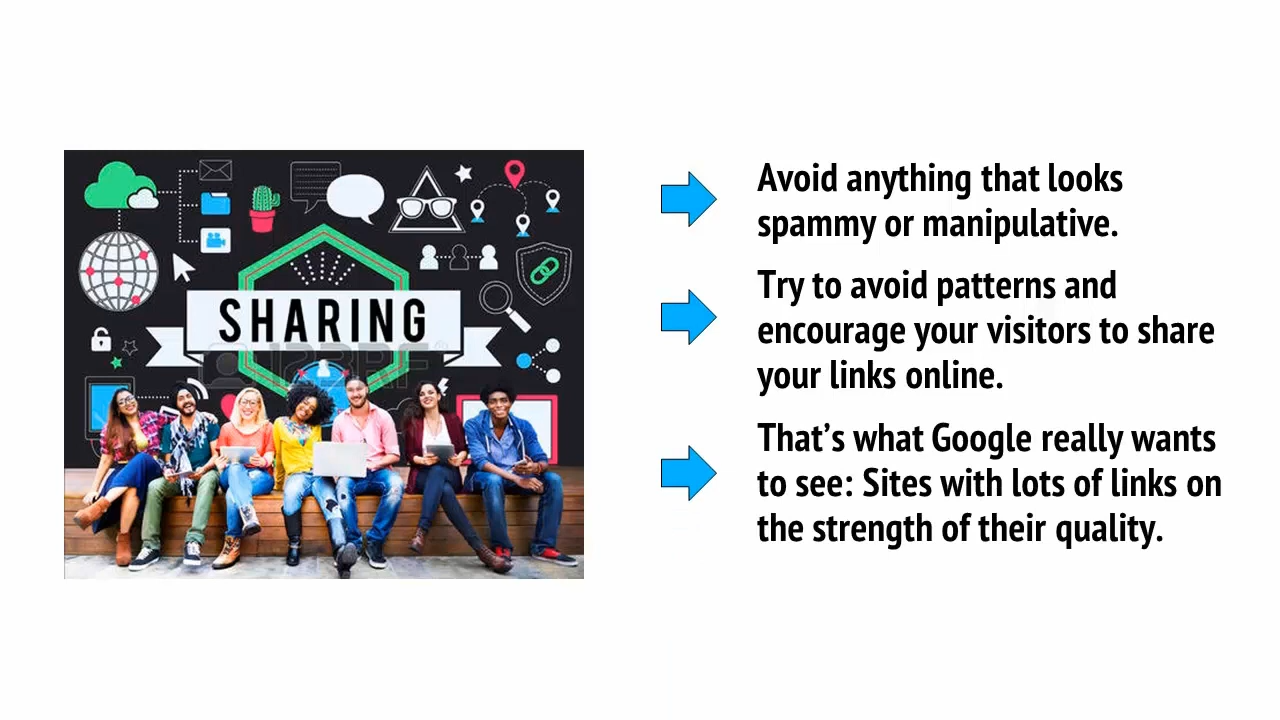 SHARING
123RF
Avoid anything that looks
spammy or manipulative.
Try to avoid patterns and
encourage your visitors to share
your links online.
That’s what Google really wants
to see: Sites with lots of links on
the strength of their quality.